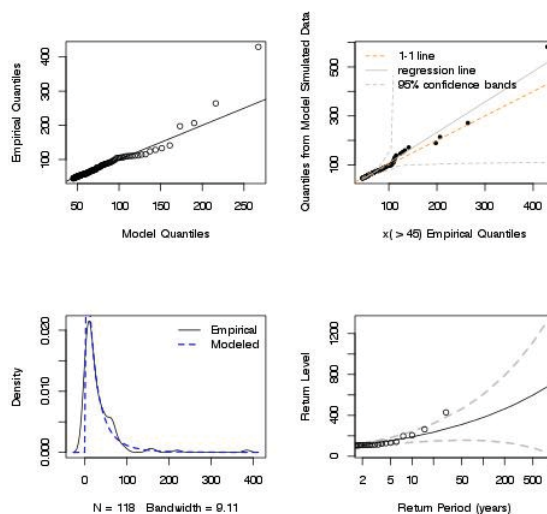 Empirical Quantiles
100 200 300 400
50 100 150 200 250
Model Quantiles
Quantiles from Model Simulated Data
100 300 500
1-1 line
regression line
95% confidence bands
100 200 300 400
x( > 45) Empirical Quantiles
Density
0.000 0.010 0.020
Empirical
Modeled
0 100 200 300 400
N = 118 Bandwidth = 9.11
Return Level
0 400 800 1200
2 5 10 50 200 500
Return Period (years)